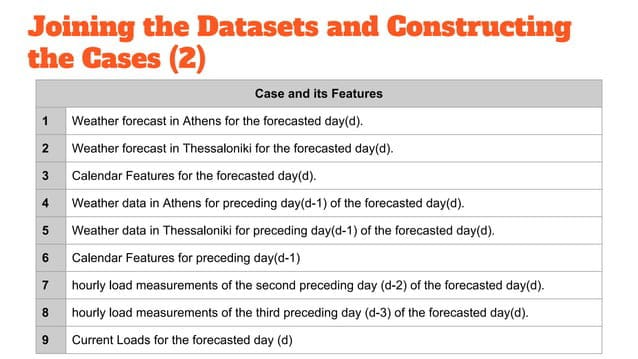 Joining the Datasets and Constructing
the Cases (2)
Case and its Features
1 Weather forecast in Athens for the forecasted day(d).
2 Weather forecast in Thessaloniki for the forecasted day(d).
3 Calendar Features for the forecasted day(d).
4 Weather data in Athens for preceding day(d-1) of the forecasted day(d).
5 Weather data in Thessaloniki for preceding day(d-1) of the forecasted day(d).
6 Calendar Features for preceding day(d-1)
7 hourly load measurements of the second preceding day (d-2) of the forecasted day(d).
8 hourly load measurements of the third preceding day (d-3) of the forecasted day(d).
9 Current Loads for the forecasted day (d)